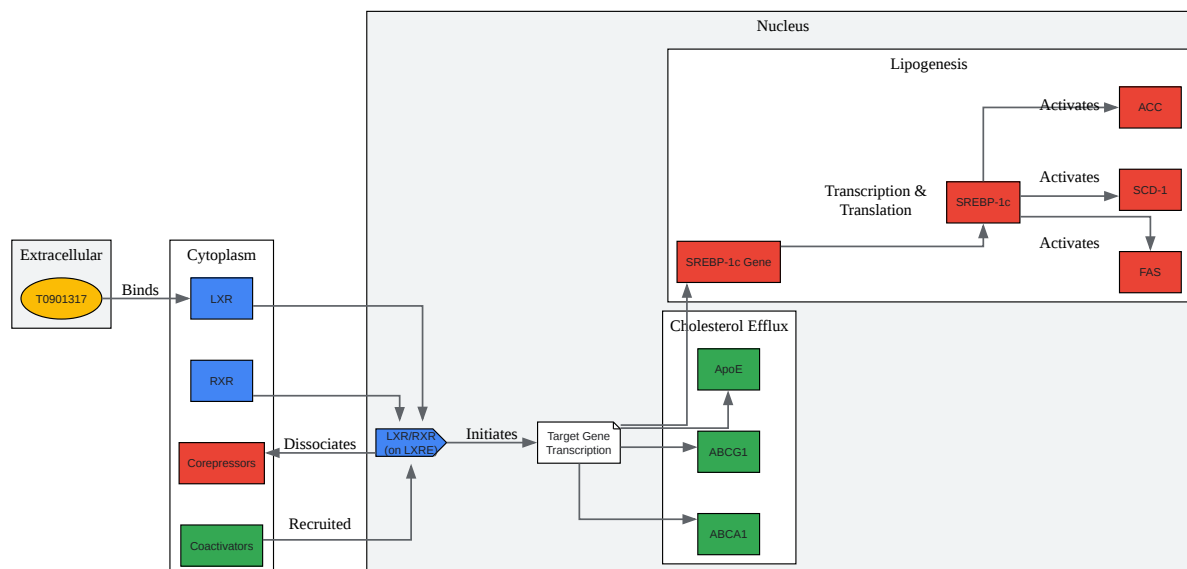 Nucleus
Lipogenesis
Activates
ACC
Transcription &
Translation
SREBP-1c
Activates
SCD-1
Activates
FAS
SREBP-1c Gene
Extracellular
T0901317
Binds
Cytoplasm
LXR
RXR
Corepressors
Coactivators
Dissociates
Recruited
LXR/RXR
(on LXRE)
Initiates
Target Gene
Transcription
Cholesterol Efflux
ApoE
ABCG1
ABCA1